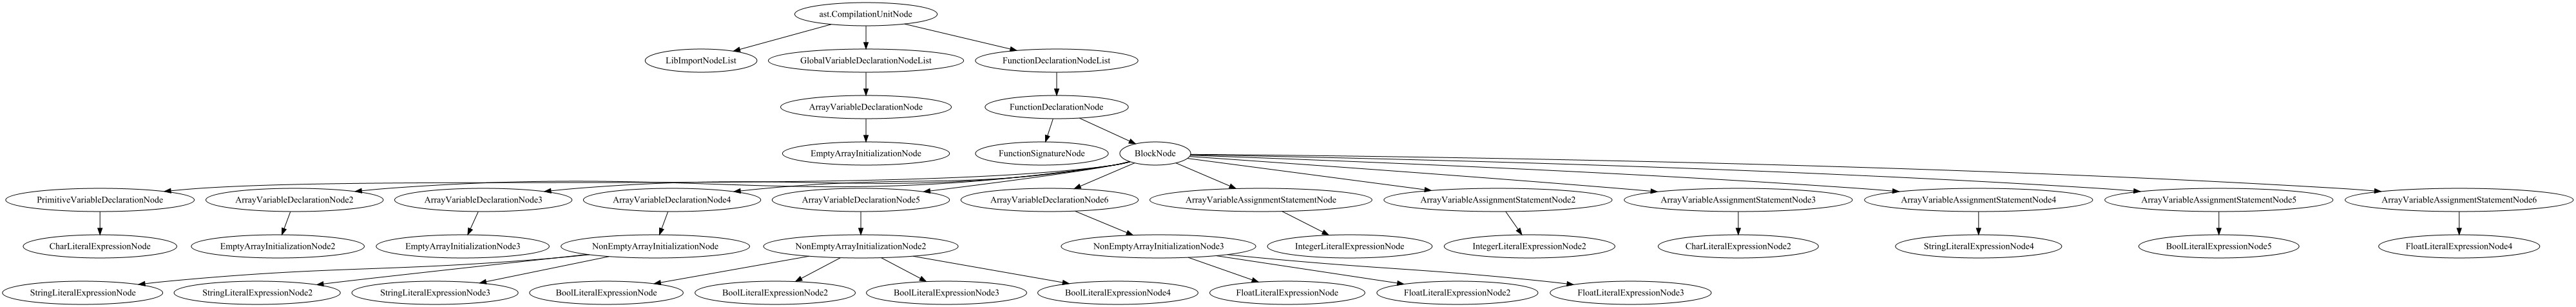 ast.CompilationUnitNode
LibImportNodeList
GlobalVariableDeclarationNodeList
FunctionDeclarationNodeList
ArrayVariableDeclarationNode
FunctionDeclarationNode
EmptyArrayInitializationNode
FunctionSignatureNode
BlockNode
PrimitiveVariableDeclarationNode
ArrayVariableDeclarationNode2
ArrayVariableDeclarationNode3
ArrayVariableDeclarationNode4
ArrayVariableDeclarationNode5
ArrayVariableDeclarationNode6
ArrayVariableAssignmentStatementNode
ArrayVariableAssignmentStatementNode2
ArrayVariableAssignmentStatementNode3
ArrayVariableAssignmentStatementNode4
ArrayVariableAssignmentStatementNode5
ArrayVariableAssignmentStatementNode6
CharLiteralExpressionNode
EmptyArrayInitializationNode2
EmptyArrayInitializationNode3
NonEmptyArrayInitializationNode
NonEmptyArrayInitializationNode2
NonEmptyArrayInitializationNode3
IntegerLiteralExpressionNode
IntegerLiteralExpressionNode2
CharLiteralExpressionNode2
StringLiteralExpressionNode4
BoolLiteralExpressionNode5
FloatLiteralExpressionNode4
StringLiteralExpressionNode
StringLiteralExpressionNode2
StringLiteralExpressionNode3
BoolLiteralExpressionNode
BoolLiteralExpressionNode2
BoolLiteralExpressionNode3
BoolLiteralExpressionNode4
FloatLiteralExpressionNode
FloatLiteralExpressionNode2
FloatLiteralExpressionNode3